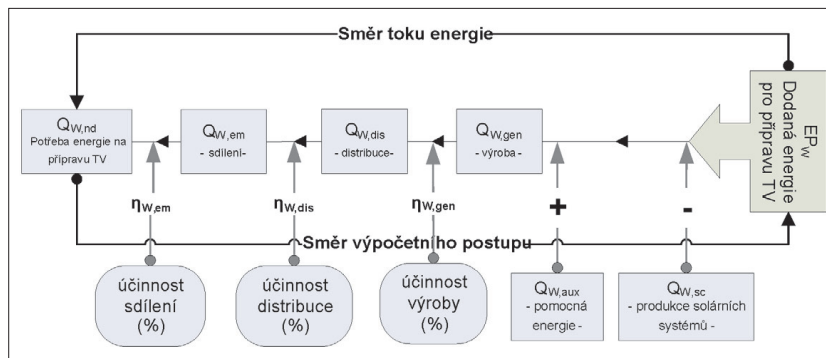 Směr toku energie
Q_W,nd
Potřeba energie na
přípravu TV
Q_W,em
- sdílení-
Q_W,dis
- distribuce-
Q_W,gen
- výroba-
EP_W
Dodaná energie
pro přípravu TV
η_W,em
η_W,dis
η_W,gen
+
-
Směr výpočetního postupu
účinnost
sdílení
(%)
účinnost
distribuce
(%)
účinnost
výroby
(%)
Q_W,aux
- pomocná
energie -
Q_W,sc
- produkce solárních
systémů -